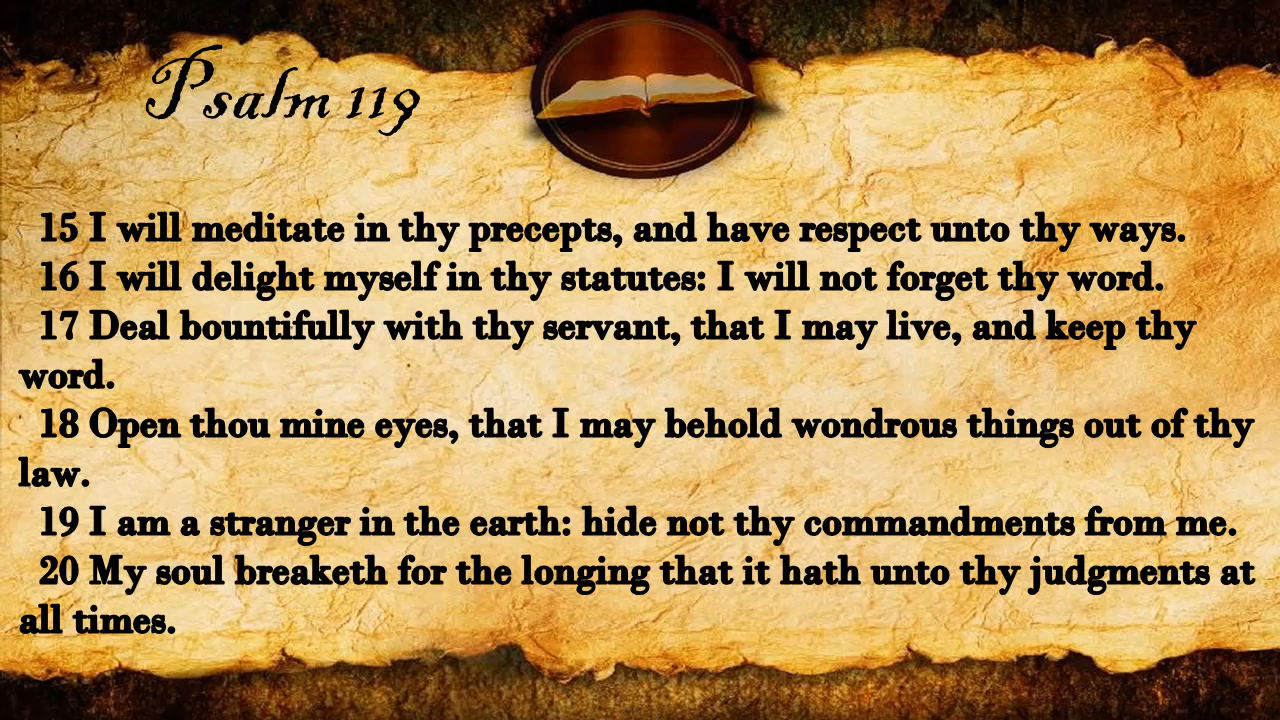 Psalm 119
15 I will meditate in thy precepts, and have respect unto thy ways.
16 I will delight myself in thy statutes: I will not forget thy word.
17 Deal bountifully with thy servant, that I may live, and keep thy
word.
18 Open thou mine eyes, that I may behold wondrous things out of thy
law.
19 I am a stranger in the earth: hide not thy commandments from me.
20 My soul breaketh for the longing that it hath unto thy judgments at
all times.